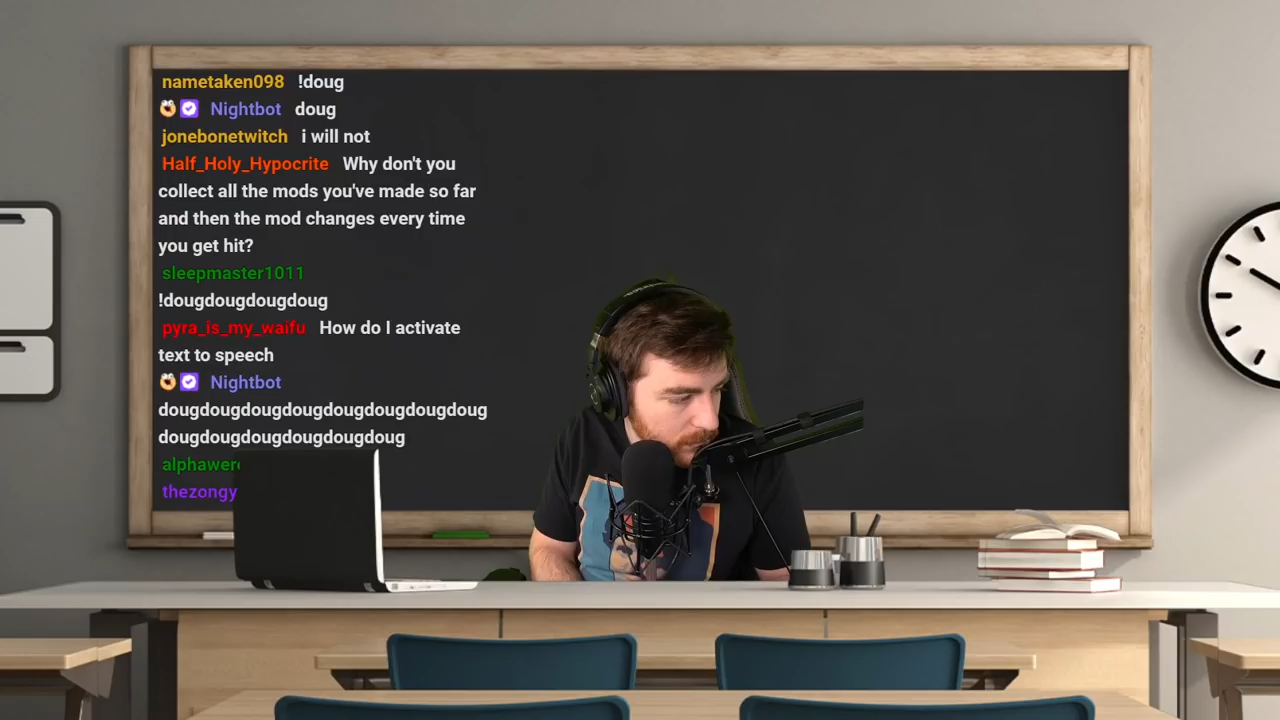 nametaken098 !doug
Nightbot doug
jonebonetwitch i will not
Half_Holy_Hypocrite Why don't you
collect all the mods you've made so far
and then the mod changes every time
you get hit?
sleepmaster1011
!dougdougdougdoug
pyra_is_my_waifu How do I activate
text to speech
Nightbot
dougdougdougdougdougdougdougdoug
dougdougdougdougdougdoug
alphawer
thezongy